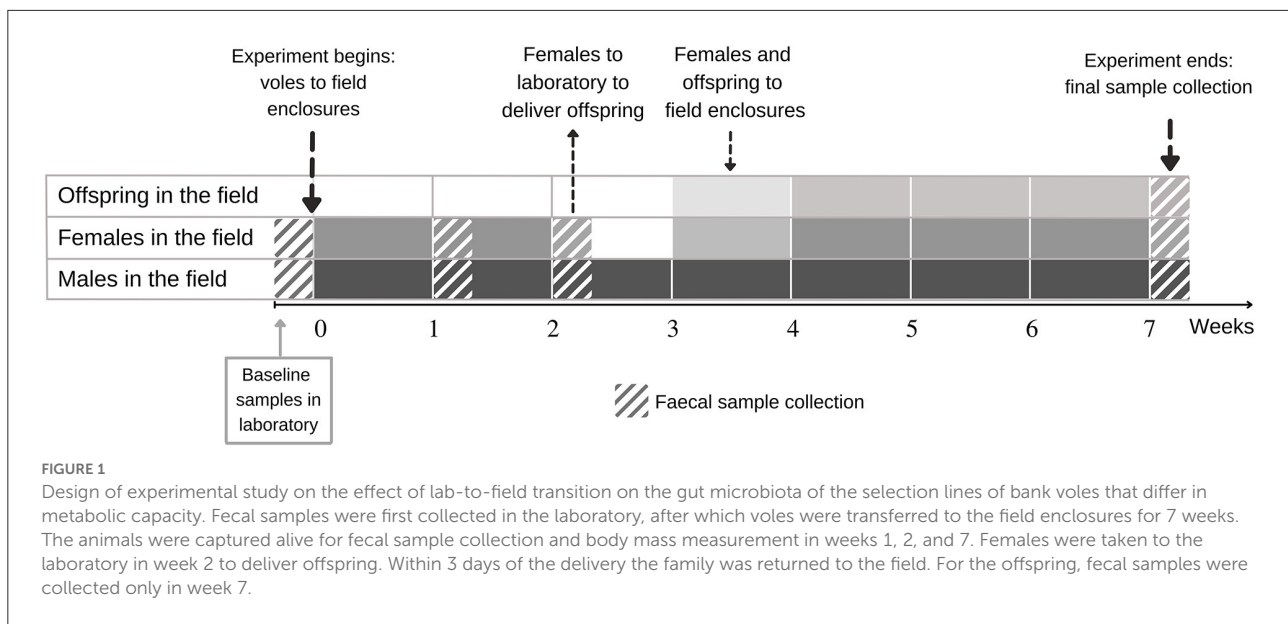 Experiment begins:
voles to field
enclosures
Females to
laboratory to
deliver offspring
Females and
offspring to
field enclosures
Experiment ends:
final sample collection
Offspring in the field
Females in the field
Males in the field
0 1 2 3 4 5 6 7 Weeks
Baseline
samples in
laboratory
Faecal sample collection
FIGURE 1
Design of experimental study on the effect of lab-to-field transition on the gut microbiota of the selection lines of bank voles that differ in
metabolic capacity. Fecal samples were first collected in the laboratory, after which voles were transferred to the field enclosures for 7 weeks.
The animals were captured alive for fecal sample collection and body mass measurement in weeks 1, 2, and 7. Females were taken to the
laboratory in week 2 to deliver offspring. Within 3 days of the delivery the family was returned to the field. For the offspring, fecal samples were
collected only in week 7.